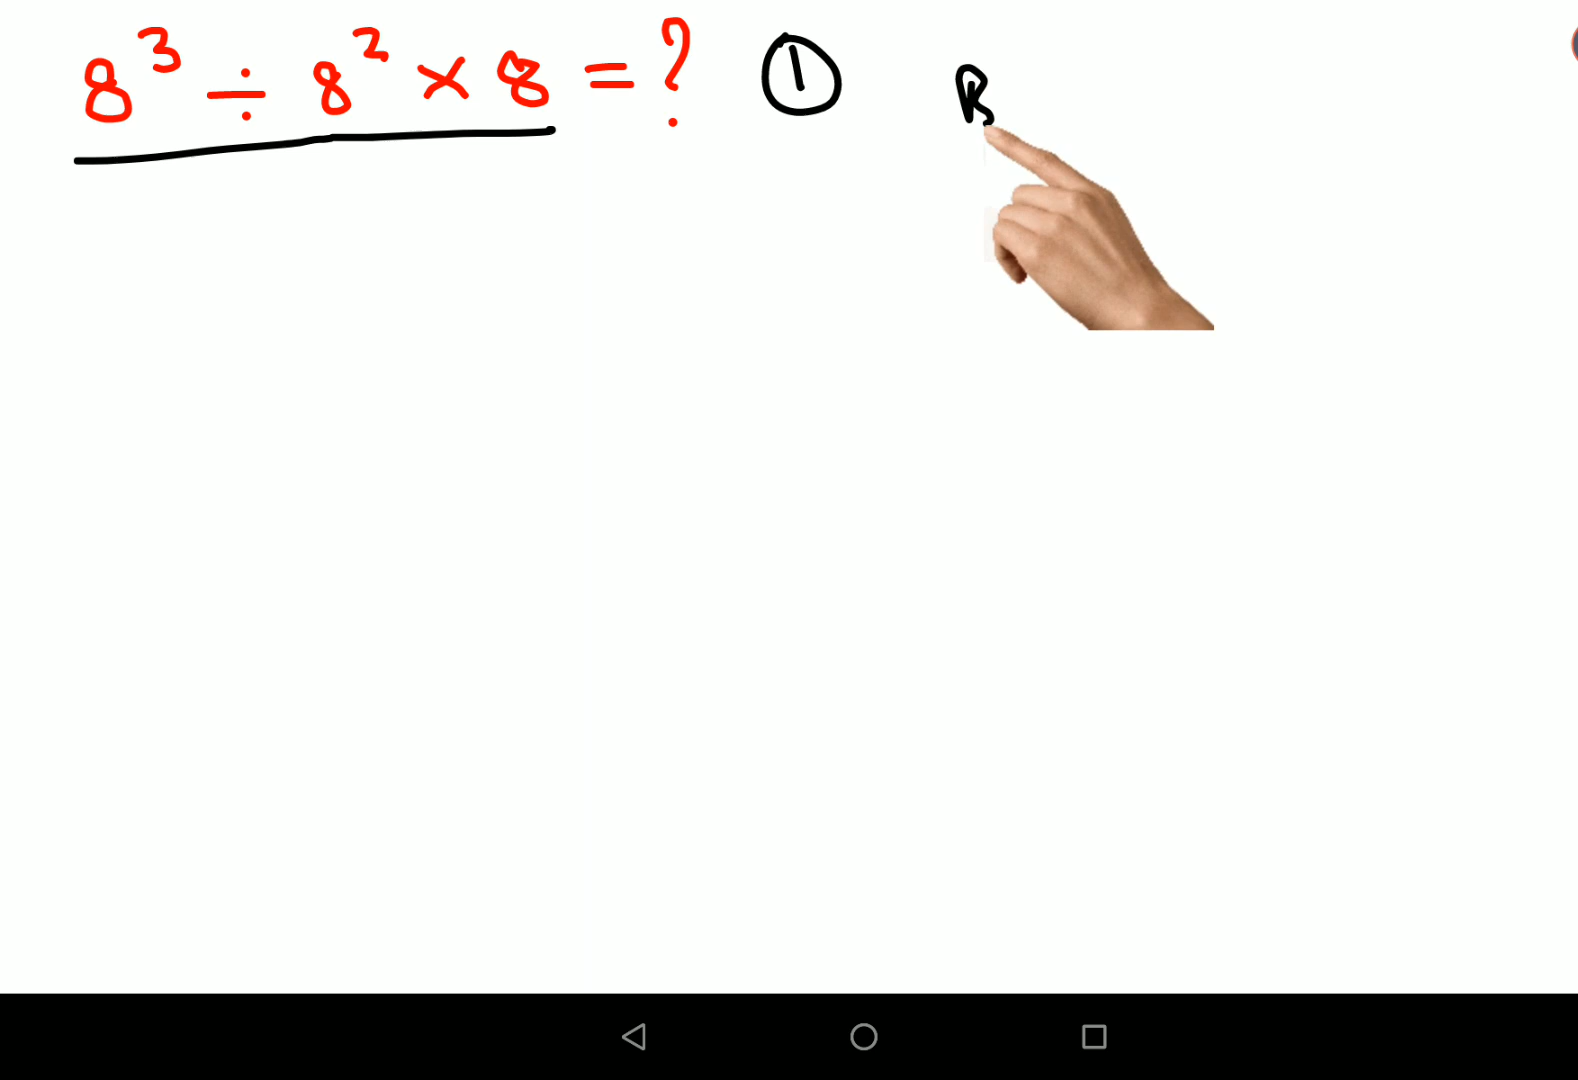 8³ ÷ 8² × 8 = ? ① B